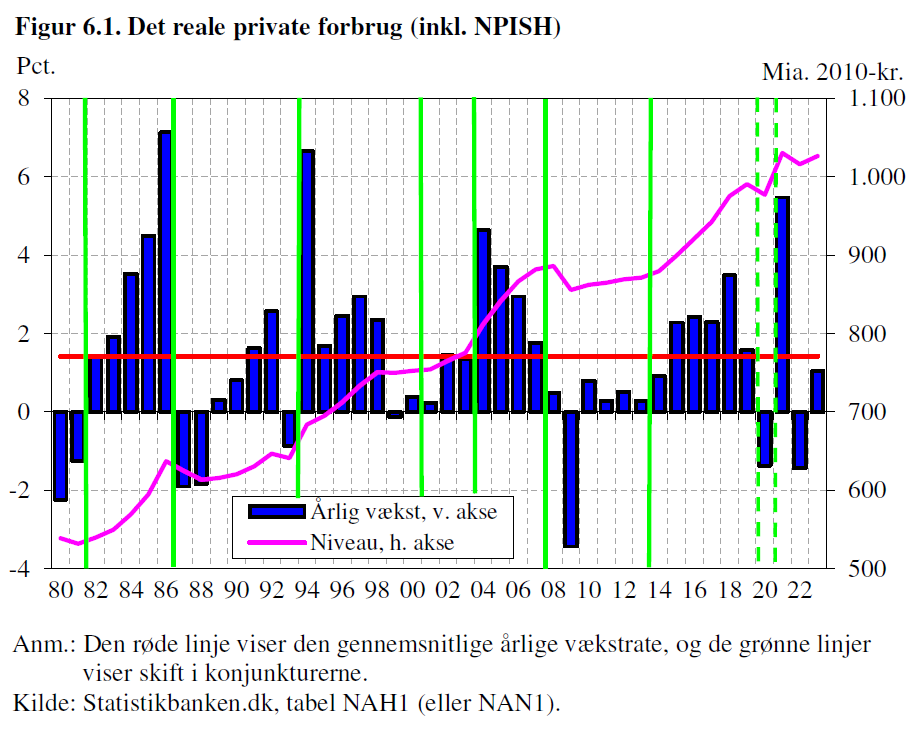 Figur 6.1. Det reale private forbrug (inkl. NPISH)
Pct.
Mia. 2010-kr.
8
6
4
2
0
-2
-4
1.100
1.000
900
800
700
600
500
Årlig vækst, v. akse
Niveau, h. akse
80 82 84 86 88 90 92 94 96 98 00 02 04 06 08 10 12 14 16 18 20 22
Anm.: Den røde linje viser den gennemsnitlige årlige vækstrate, og de grønne linjer
viser skift i konjunkturerne.
Kilde: Statistikbanken.dk, tabel NAH1 (eller NAN1).